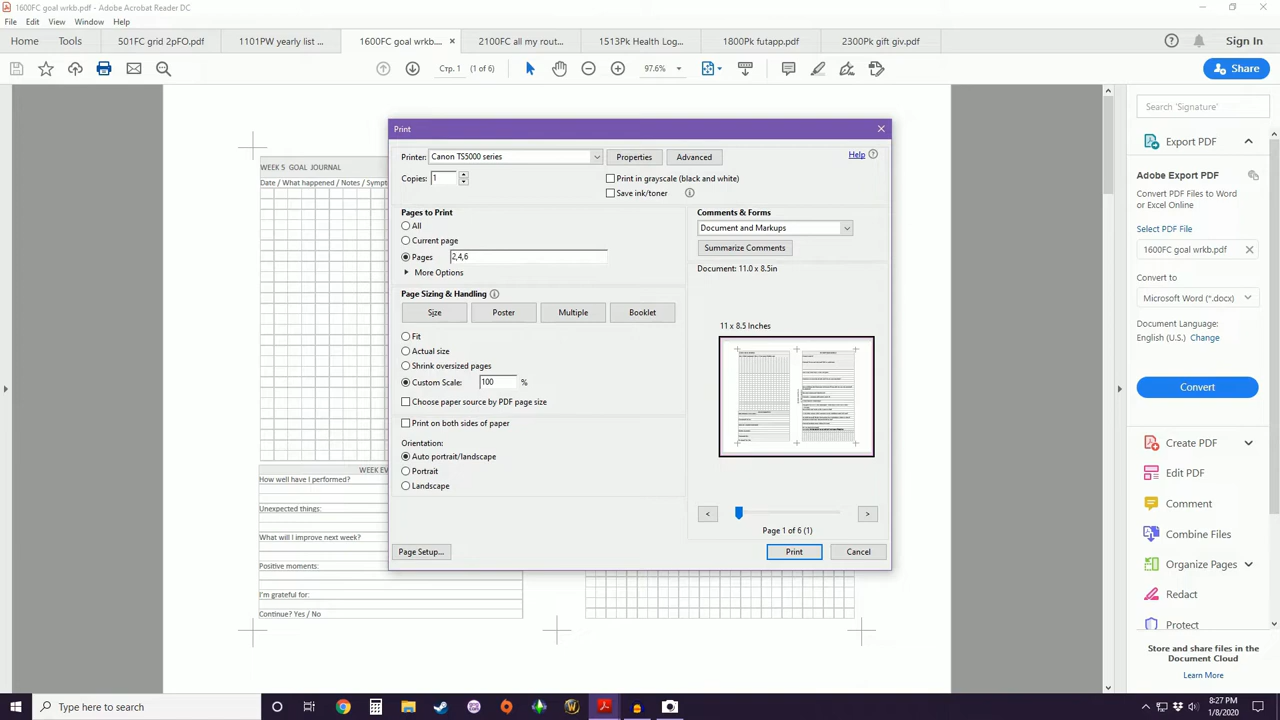 1600FC goal wrkb.pdf - Adobe Acrobat Reader DC
File Edit View Window Help
Home Tools 501FC grid 2pFO.pdf 1101PW yearly list ... 1600FC goal wrkb.... × 2100FC all my rout... 1513Pk Health Log... 1800Pk futapp.pdf 2300Pk gift giv.pdf Sign In
Стр. 1 (1 of 6) 97.6% Share
Print
Printer: Canon TS5000 series Properties Advanced Help
Copies: 1 Print in grayscale (black and white)
Save ink/toner
Pages to Print
All
Current page
Pages 2,4,6
More Options
Page Sizing & Handling
Size Poster Multiple Booklet
Fit
Actual size
Shrink oversized pages
Custom Scale: 100 %
Choose paper source by PDF page size
Print on both sides of paper
Orientation:
Auto portrait/landscape
Portrait
Landscape
Comments & Forms
Document and Markups
Summarize Comments
Document: 11.0 x 8.5in
11 x 8.5 Inches
< >
Page 1 of 6 (1)
Page Setup... Print Cancel
WEEK 5 GOAL JOURNAL
Date / What happened / Notes / Sympt
WEEK EV
How well have I performed?
Unexpected things:
What will I improve next week?
Positive moments:
I'm grateful for:
Continue? Yes / No
Search 'Signature'
Export PDF
Adobe Export PDF
Convert PDF Files to Word
or Excel Online
Select PDF File
1600FC goal wrkb.pdf
Convert to
Microsoft Word (*.docx)
Document Language:
English (U.S.) Change
Convert
Create PDF
Edit PDF
Comment
Combine Files
Organize Pages
Redact
Protect
Store and share files in the
Document Cloud
Learn More
Type here to search
8:27 PM
1/8/2020